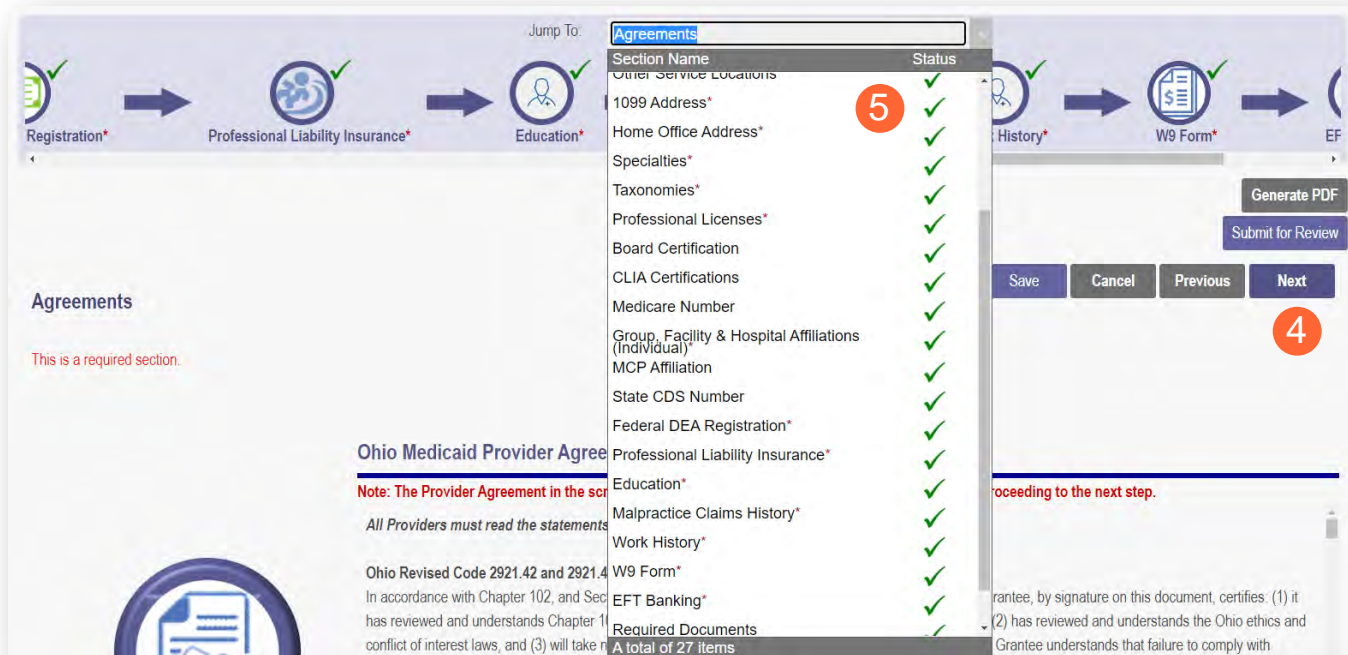 Jump To:
Agreements
Section Name Status
Registration*
Professional Liability Insurance*
Education*
History*
W9 Form*
EF
Other Service Locations
1099 Address*
5
Home Office Address*
Specialties*
Taxonomies*
Professional Licenses*
Board Certification
CLIA Certifications
Medicare Number
Group, Facility & Hospital Affiliations
(Individual)*
MCP Affiliation
State CDS Number
Federal DEA Registration*
Professional Liability Insurance*
Education*
Malpractice Claims History*
Work History*
W9 Form*
EFT Banking*
Required Documents
A total of 27 items
Generate PDF
Submit for Review
Save Cancel Previous Next
4
Agreements
This is a required section.
Ohio Medicaid Provider Agree
Note: The Provider Agreement in the scr
oceeding to the next step.
All Providers must read the statements
Ohio Revised Code 2921.42 and 2921.4
In accordance with Chapter 102, and Sec
rantee, by signature on this document, certifies: (1) it
has reviewed and understands Chapter 10
(2) has reviewed and understands the Ohio ethics and
conflict of interest laws, and (3) will take n
Grantee understands that failure to comply with